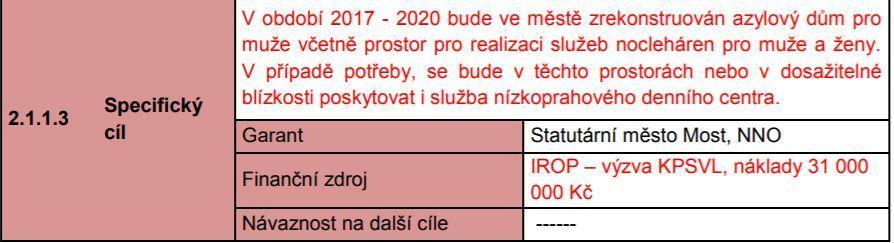 V období 2017 - 2020 bude ve městě zrekonstruován azylový dům pro
muže včetně prostor pro realizaci služeb nocleháren pro muže a ženy.
V případě potřeby, se bude v těchto prostorách nebo v dosažitelné
blízkosti poskytovat i služba nízkoprahového denního centra.
2.1.1.3
Specifický
cíl
Garant
Statutární město Most, NNO
Finanční zdroj
IROP – výzva KPSVL, náklady 31 000
000 Kč
Návaznost na další cíle
------